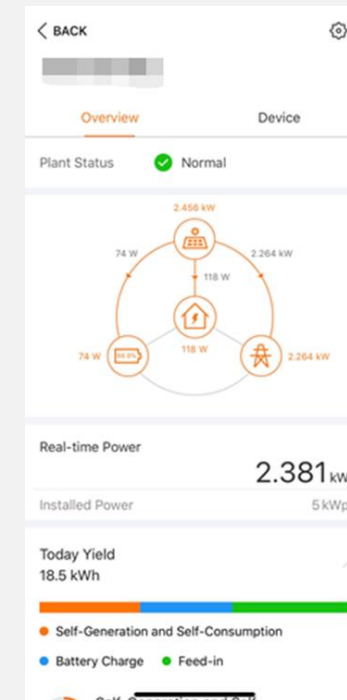 BACK
Overview Device
Plant Status Normal
2.456 kW
74 W 2.264 kW
118 W
118 W
74 W 2.264 kW
Real-time Power
2.381 kW
Installed Power 5 kWp
Today Yield
18.5 kWh
Self-Generation and Self-Consumption
Battery Charge Feed-in